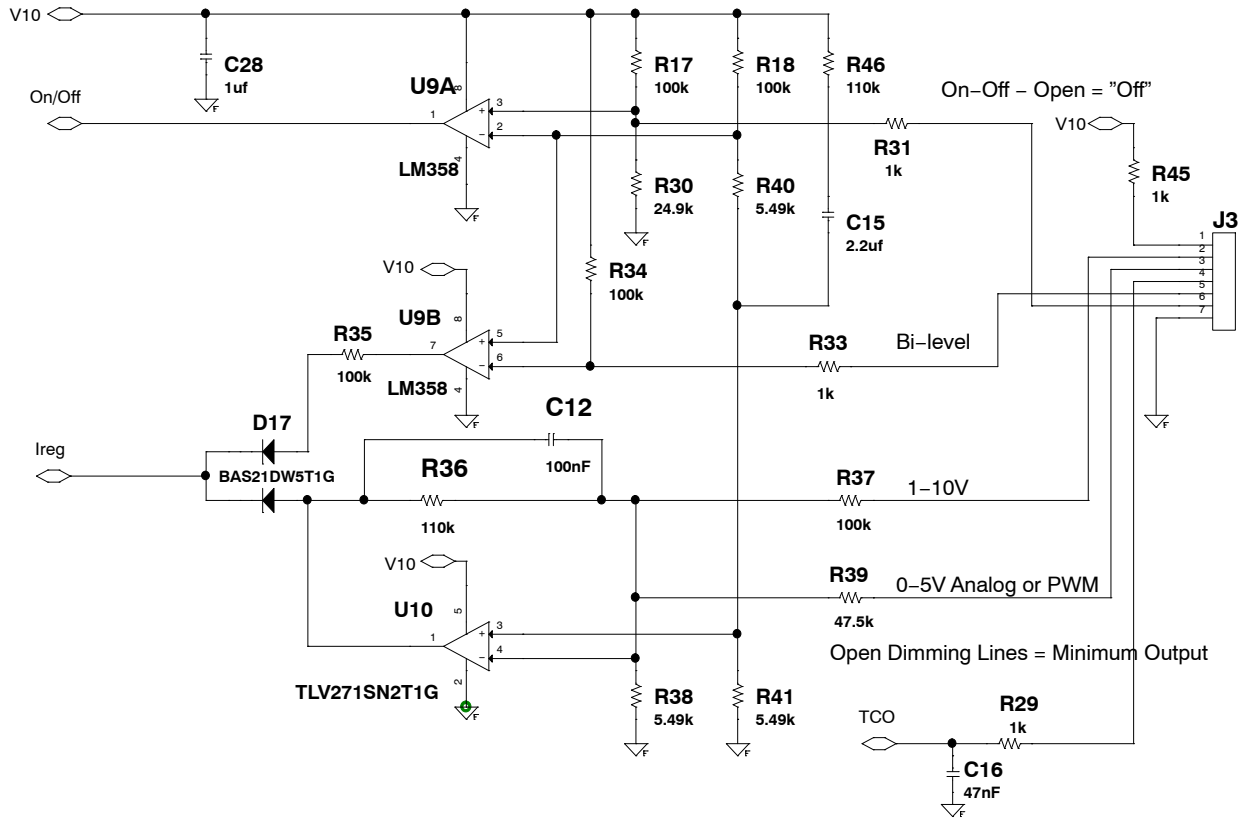 V10
C28
1uf
On/Off
U9A
8
1
3
2
4
LM358
R17
100k
R18
100k
R46
110k
On−Off − Open = ”Off”
V10
R31
1k
R45
1k
R30
24.9k
R40
5.49k
C15
2.2uf
J3
1
2
3
4
5
6
7
V10
R34
100k
U9B
8
R35
100k
7
5
6
4
LM358
R33
1k
Bi−level
D17
C12
100nF
Ireg
BAS21DW5T1G
R36
110k
R37
100k
1−10V
V10
U10
5
1
3
4
2
TLV271SN2T1G
R39
47.5k
0−5V Analog or PWM
Open Dimming Lines = Minimum Output
R38
5.49k
R41
5.49k
TCO
R29
1k
C16
47nF
F
F
F
F
F
F
F
F
F